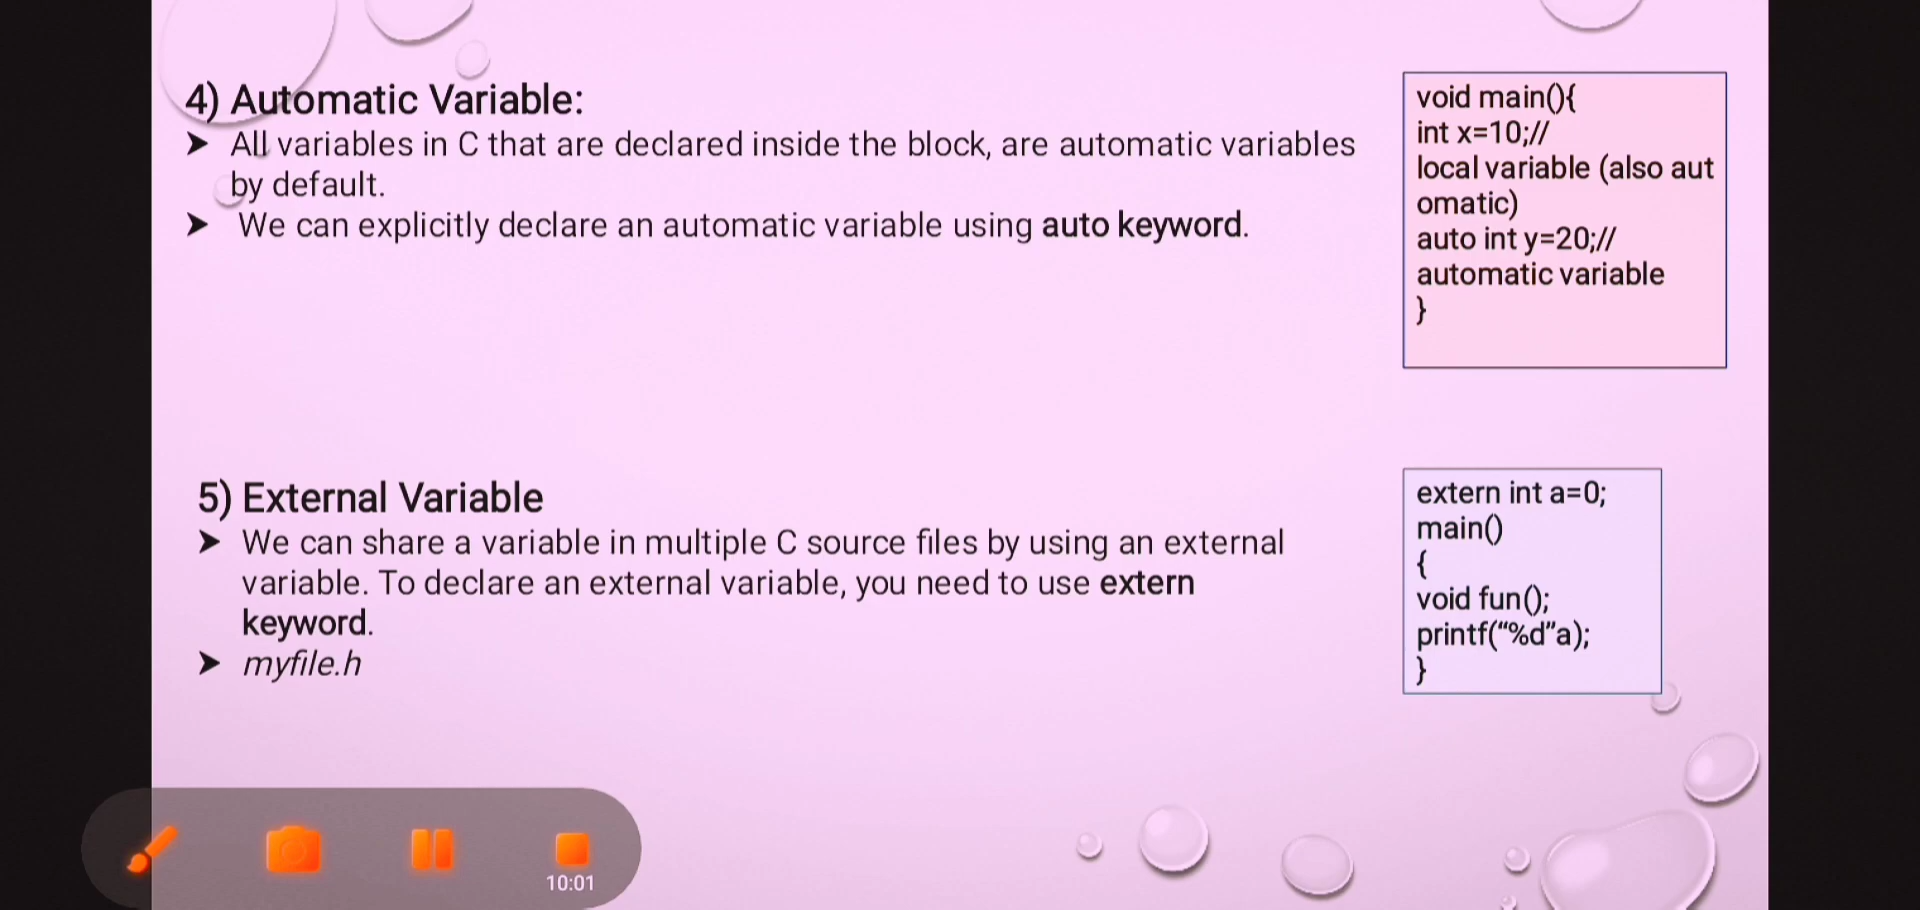 4) Automatic Variable:
➤ All variables in C that are declared inside the block, are automatic variables
by default.
➤ We can explicitly declare an automatic variable using auto keyword.
void main(){
int x=10;//
local variable (also aut
omatic)
auto int y=20;//
automatic variable
}
5) External Variable
➤ We can share a variable in multiple C source files by using an external
variable. To declare an external variable, you need to use extern
keyword.
➤ myfile.h
extern int a=0;
main()
{
void fun();
printf(“%d”a);
}
10:01